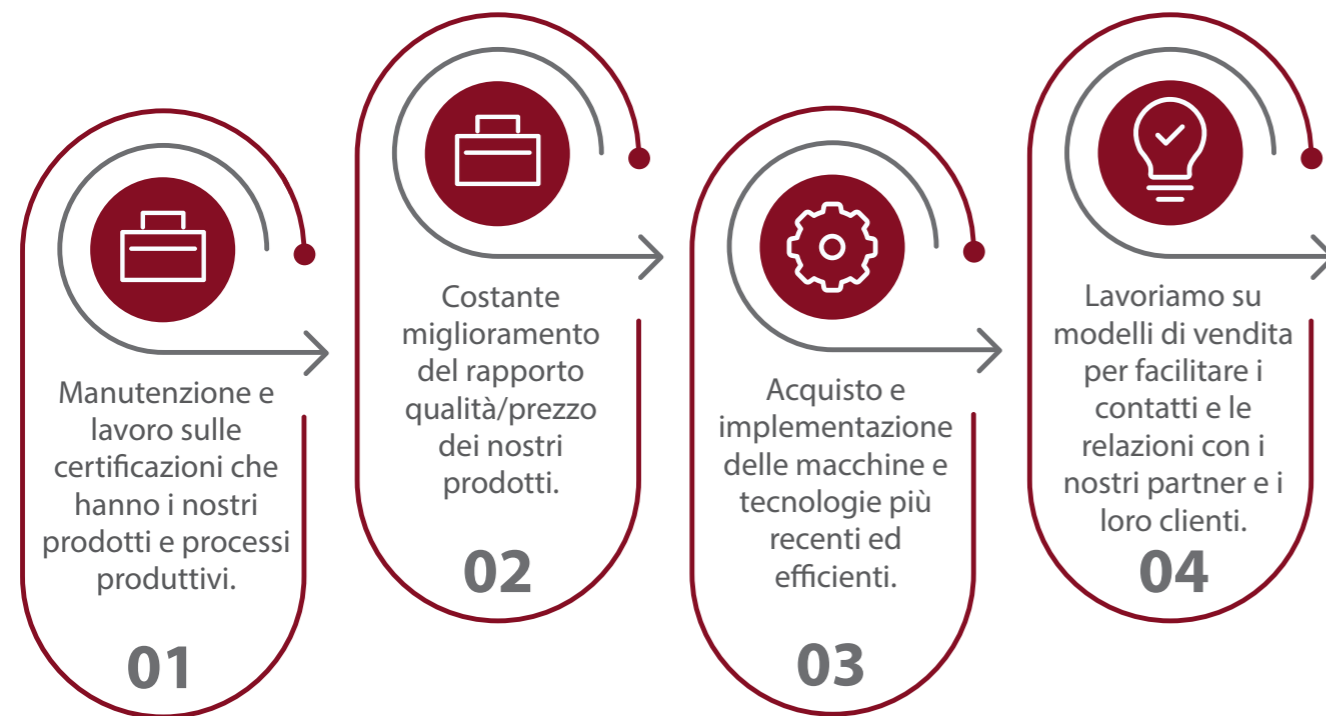 Manutenzione e
lavoro sulle
certificazioni che
hanno i nostri
prodotti e processi
produttivi.
01
Costante
miglioramento
del rapporto
qualità/prezzo
dei nostri
prodotti.
02
Acquisto e
implementazione
delle macchine e
tecnologie più
recenti ed
efficienti.
03
Lavoriamo su
modelli di vendita
per facilitare i
contatti e le
relazioni con i
nostri partner e i
loro clienti.
04